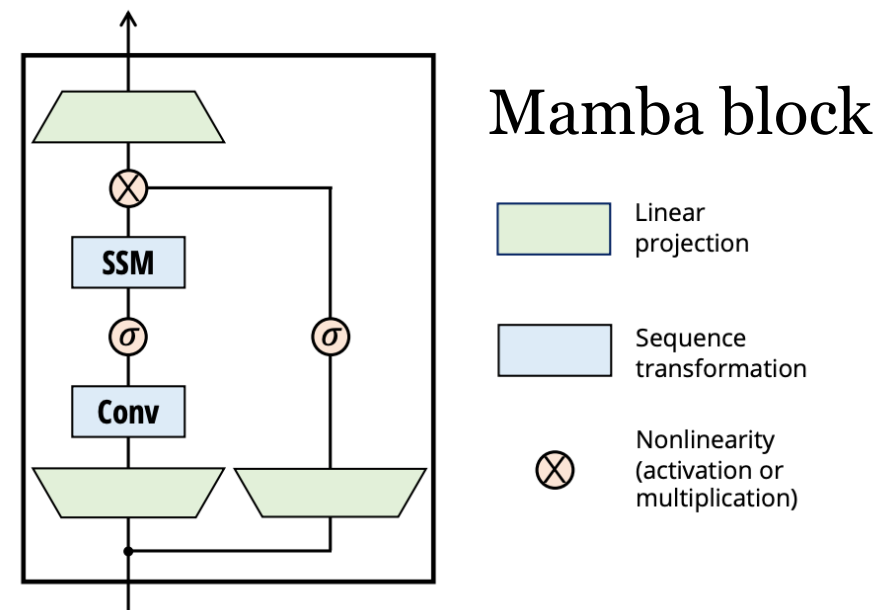 Mamba block
Linear
projection
Sequence
transformation
Nonlinearity
(activation or
multiplication)
X
SSM
σ
σ
Conv
X